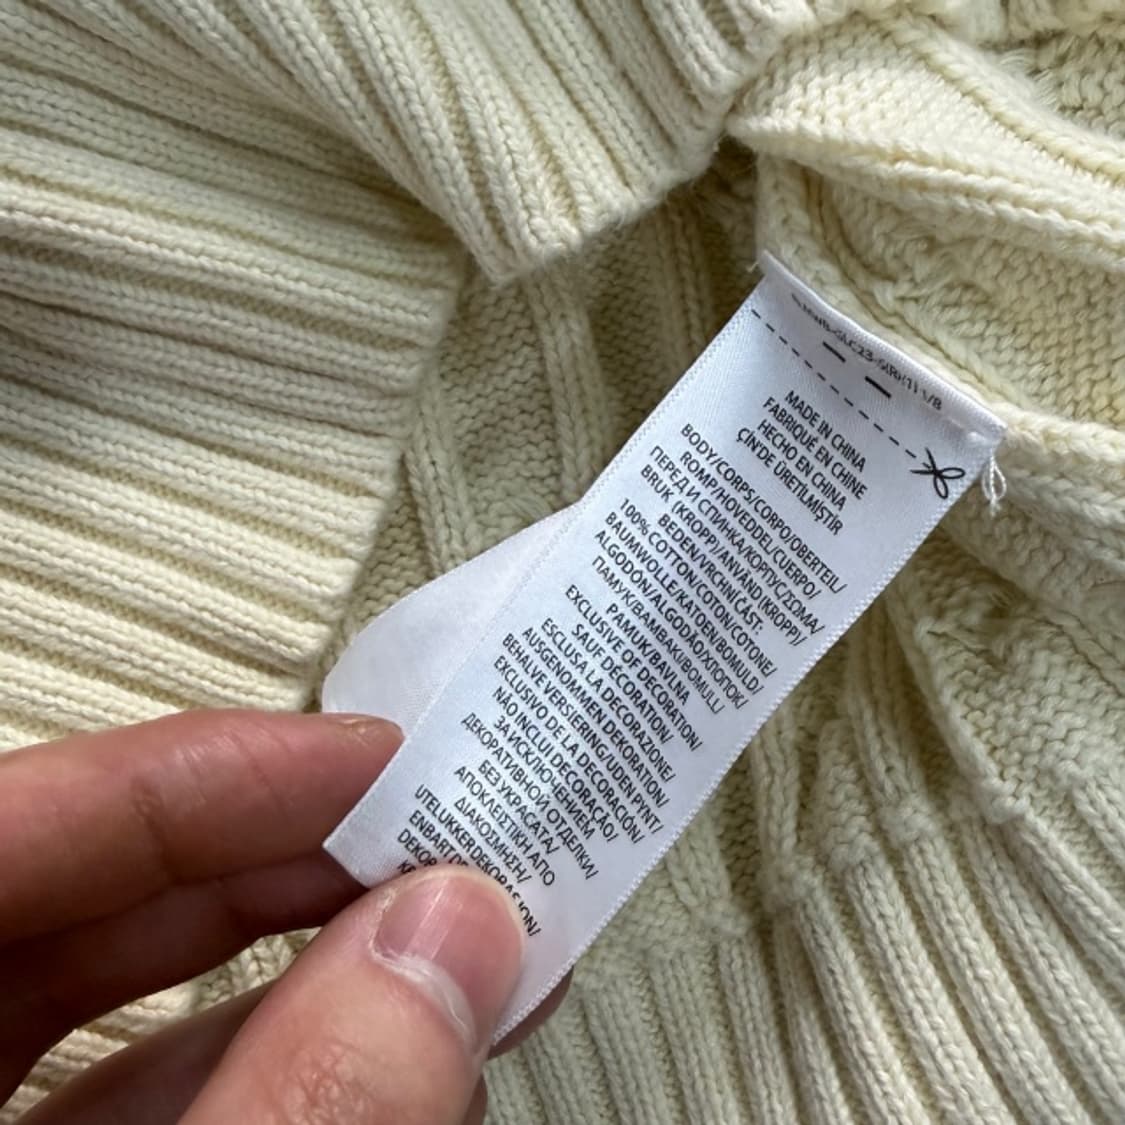 MADE IN CHINA
FABRIQUÉ EN CHINE
HECHO EN CHINA
ÇİN'DE ÜRETİLMİŞTİR
BODY/CORPS/CORPO/OBERTEIL/
ROMP/HOVEDDEL/CUERPO/
ПЕРЕД И СПИНКА/КОРПУС/ΣΩΜΑ/
BRUK (KROPP)/ANVÄND(KROPP)/
BEDEN/VRCHNÍ ČÁST:
100% COTTON/COTON/COTONE/
BAUMWOLLE/KATOEN/BOMULD/
ALGODÓN/ALGODÃO/ХЛОПОК/
ПАМУК/ΒΑΜΒΑΚΙ/BOMULL/
PAMUK/BAVLNA
EXCLUSIVE OF DECORATION/
SAUF DÉCORATION/
ESCLUSA LA DECORAZIONE/
AUSGENOMMEN DEKORATION/
BEHALVE VERSIERING/UDEN PYNT/
EXCLUSIVO DE LA DECORACIÓN/
NÃO INCLUI DECORAÇÃO/
ЗА ИСКЛЮЧЕНИЕМ
ДЕКОРАТИВНОЙ ОТДЕЛКИ/
БЕЗ УКРАСАТА/
ΑΠΟΚΛΕΙΣΤΙΚΗ ΑΠΟ
ΔΙΑΚΟΣΜΗΣΗ/
UTELUKKER DEKORASJON/